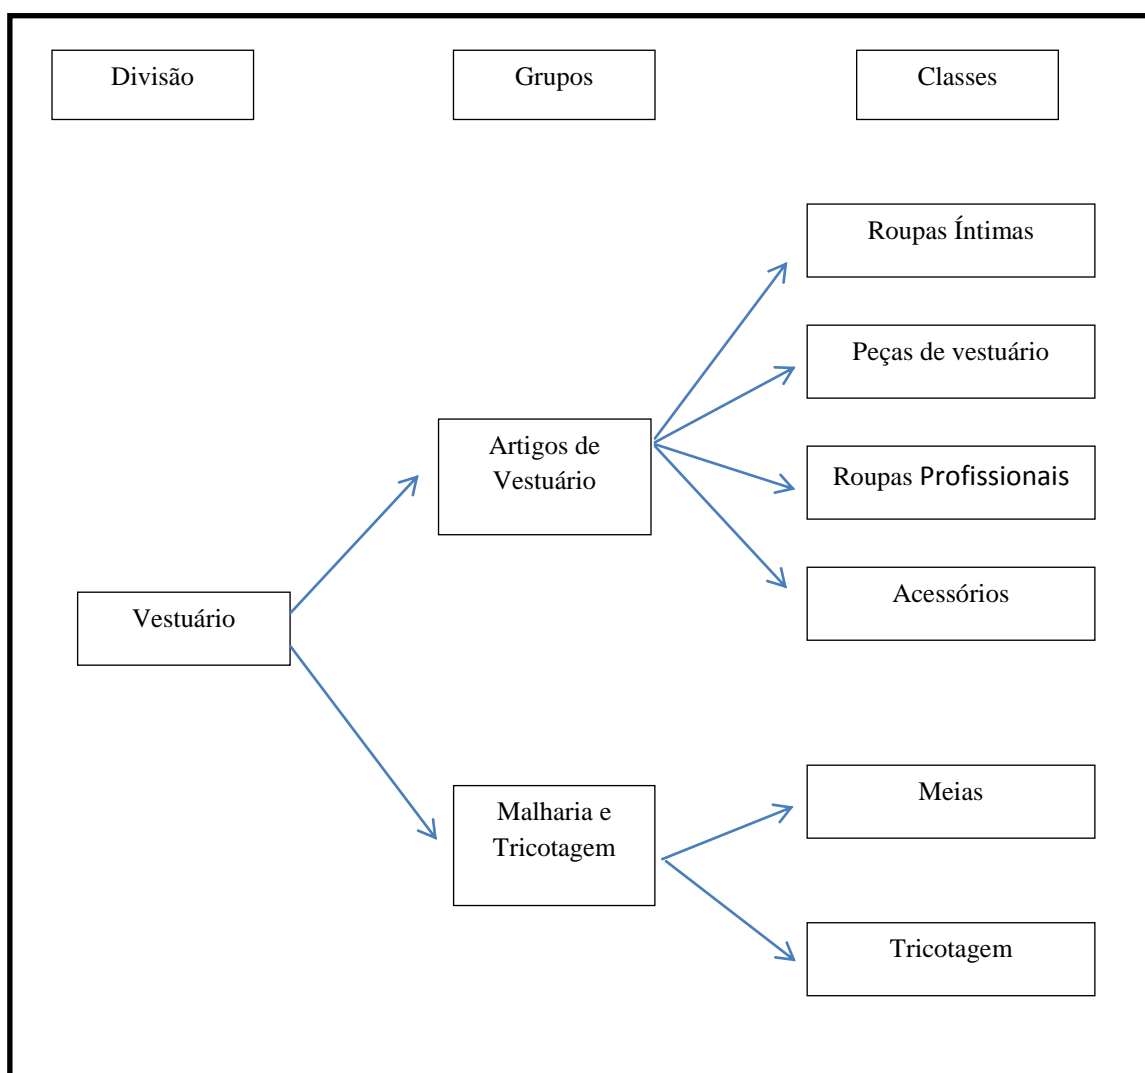 Divisão
Grupos
Classes
Roupas Íntimas
Peças de vestuário
Artigos de
Vestuário
Roupas Profissionais
Acessórios
Vestuário
Malharia e
Tricotagem
Meias
Tricotagem